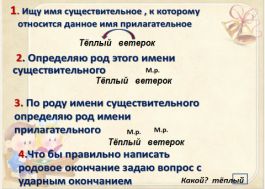 1. Ищу имя существительное , к которому
относится данное имя прилагательное
Тёплый ветерок
2. Определяю род этого имени
существительного М.р.
Тёплый ветерок
3. По роду имени существительного
определяю род имени
прилагательного М.р. М.р.
Тёплый ветерок
4.Что бы правильно написать
родовое окончание задаю вопрос с
ударным окончанием Какой? тёплый